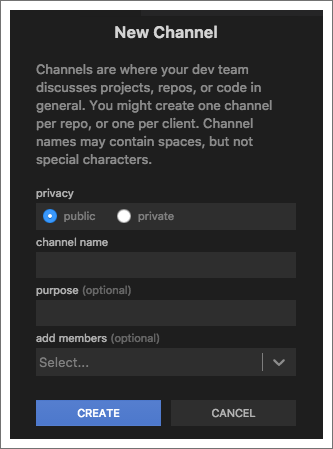 New Channel
Channels are where your dev team
discusses projects, repos, or code in
general. You might create one channel
per repo, or one per client. Channel
names may contain spaces, but not
special characters.
privacy
public private
channel name
purpose (optional)
add members (optional)
Select...
CREATE CANCEL